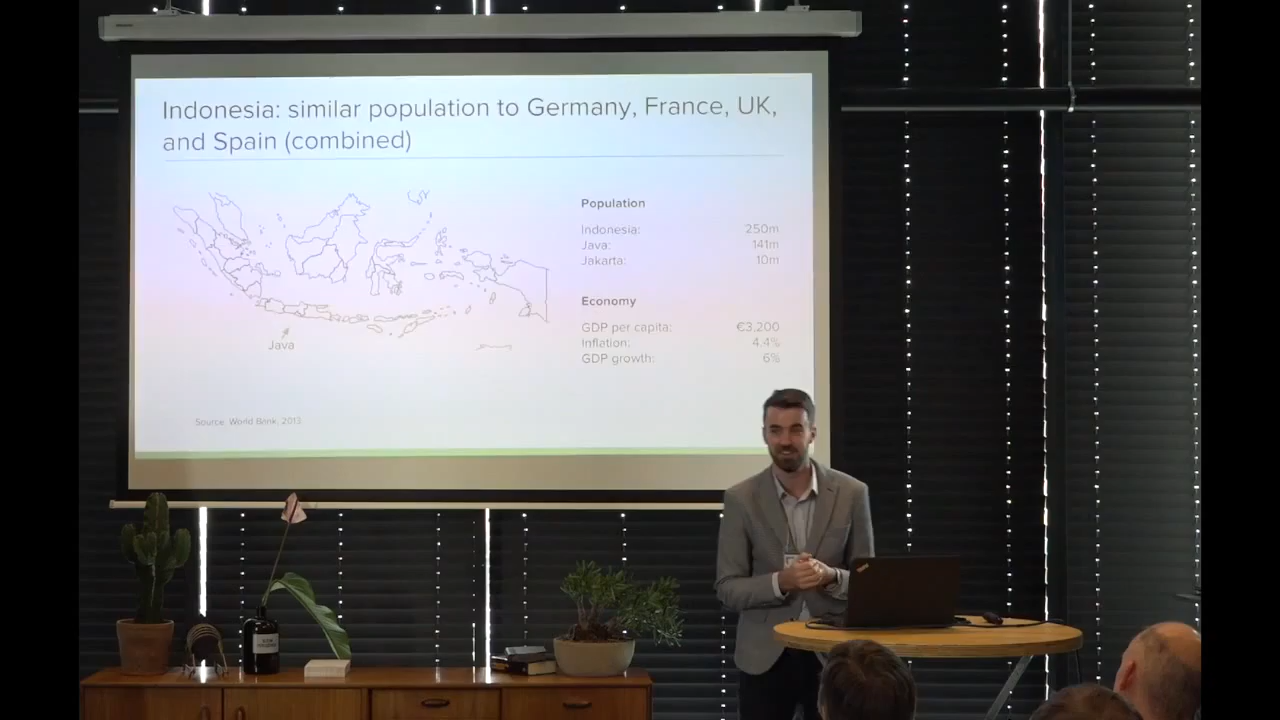 Indonesia: similar population to Germany, France, UK,
and Spain (combined)
Population
Indonesia: 250m
Java: 141m
Jakarta: 10m
Economy
GDP per capita: €3,200
Inflation: 4.4%
GDP growth: 6%
Java
Source: World Bank, 2013